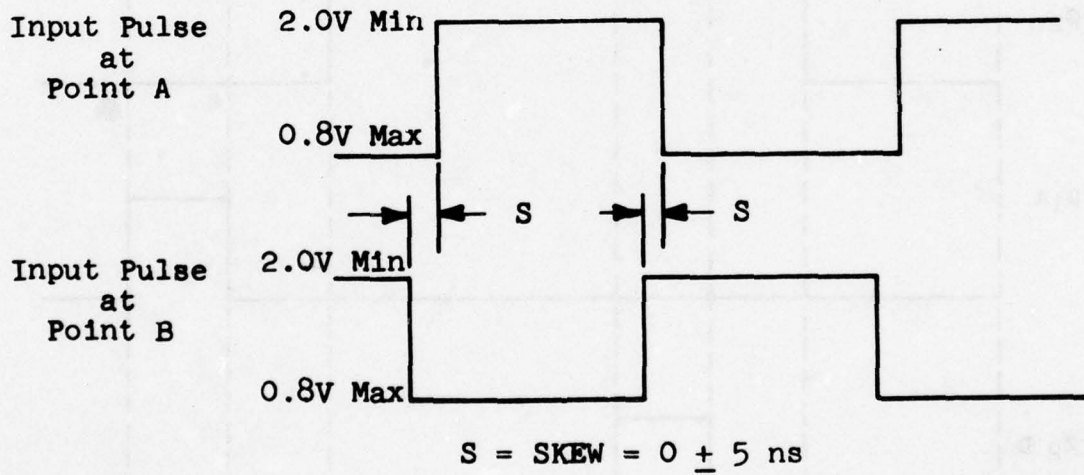 Input Pulse
at
Point A
2.0V Min
0.8V Max
S
S
Input Pulse
at
Point B
2.0V Min
0.8V Max
S = SKEW = 0 ± 5 ns